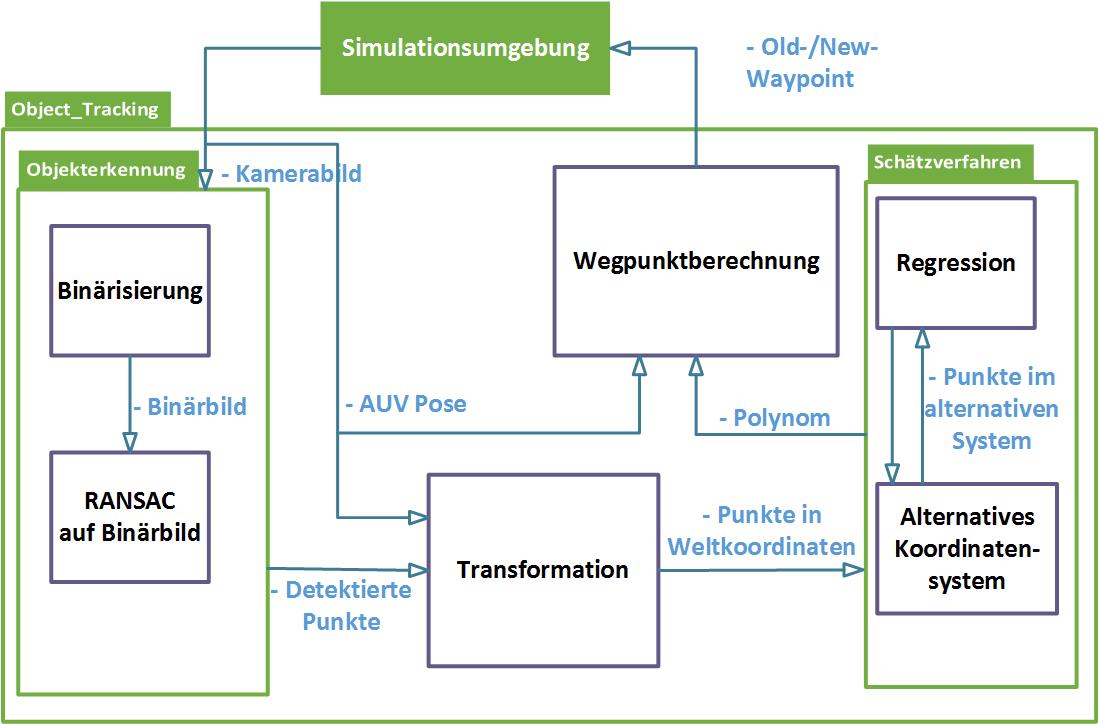 Simulationsumgebung
- Old-/New-
Waypoint
Object_Tracking
Objekterkennung
- Kamerabild
Schätzverfahren
Binärisierung
Wegpunktberechnung
Regression
- Binärbild
- AUV Pose
- Polynom
- Punkte im
alternativen
System
RANSAC
auf Binärbild
- Detektierte
Punkte
Transformation
- Punkte in
Weltkoordinaten
Alternatives
Koordinaten-
system